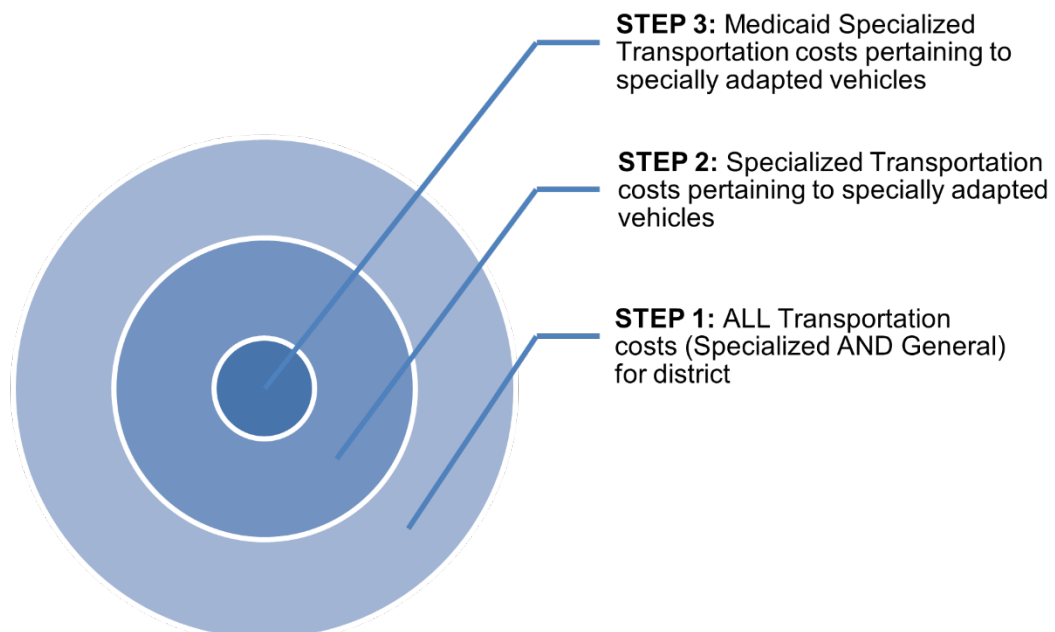 STEP 3: Medicaid Specialized
Transportation costs pertaining to
specially adapted vehicles
STEP 2: Specialized Transportation
costs pertaining to specially adapted
vehicles
STEP 1: ALL Transportation
costs (Specialized AND General)
for district